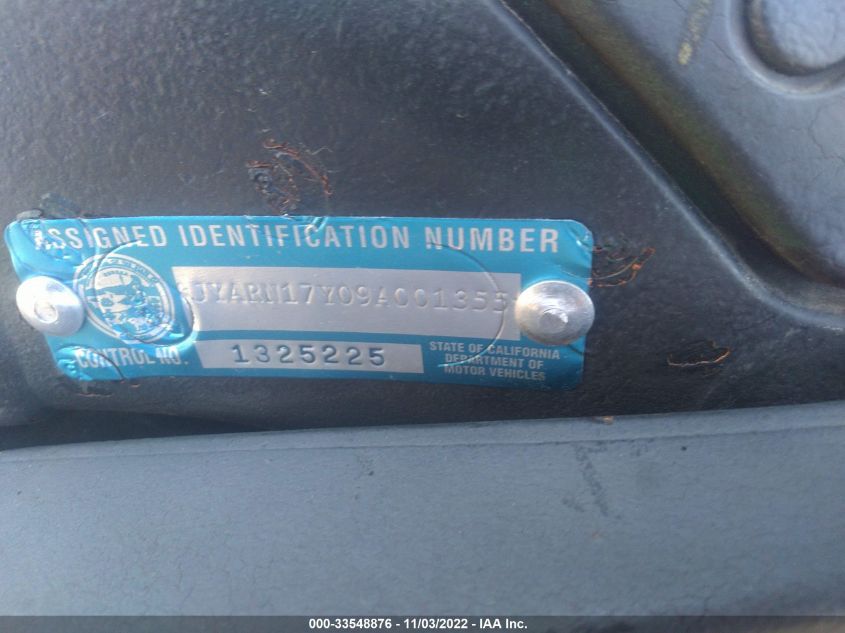 ASSIGNED IDENTIFICATION NUMBER
JYARN17Y09A001355
CONTROL NO. 1325225
STATE OF CALIFORNIA
DEPARTMENT OF
MOTOR VEHICLES
000-33548876 - 11/03/2022 - IAA Inc.